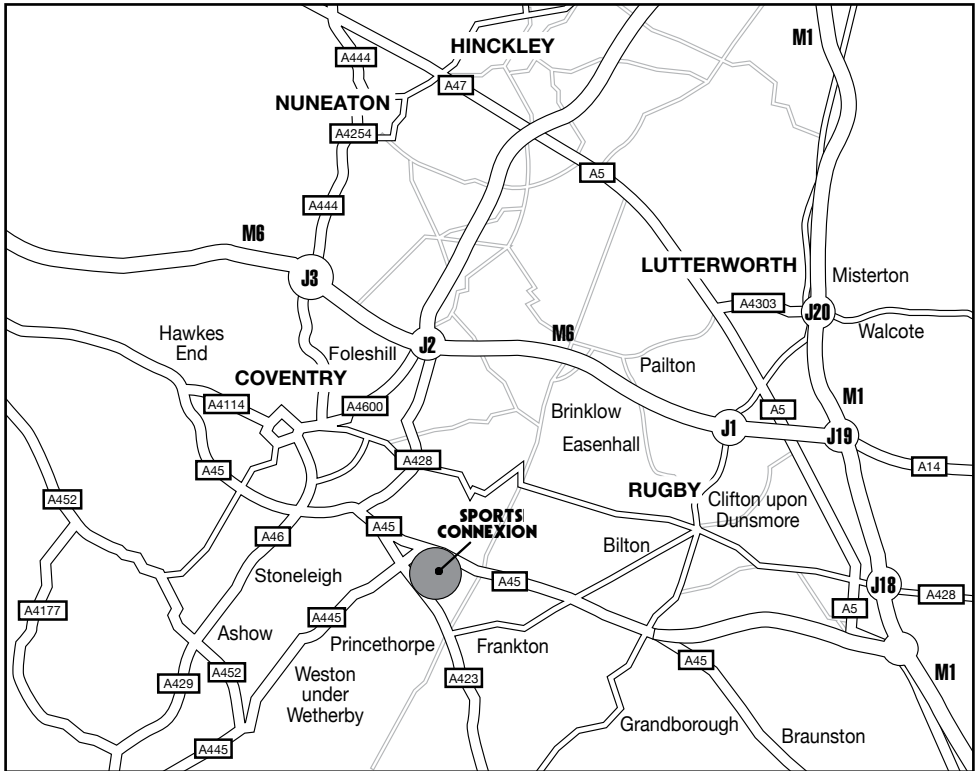 M1
HINCKLEY
A444
A47
NUNEATON
A4254
A5
A444
M6
LUTTERWORTH
J3
Misterton
A4303
J20
Walcote
Hawkes
End
Foleshill
J2
M6
Pailton
COVENTRY
A4114
A4600
M1
A5
Brinklow
J1
J19
Easenhall
A428
A45
A14
RUGBY
Clifton upon
Dunsmore
A452
SPORTS
CONNEXION
A45
A46
Bilton
Stoneleigh
A45
J18
A428
A4177
A445
A5
Ashow
Princethorpe
Frankton
A45
M1
A452
Weston
under
Wetherby
A423
A429
Grandborough
Braunston
A445